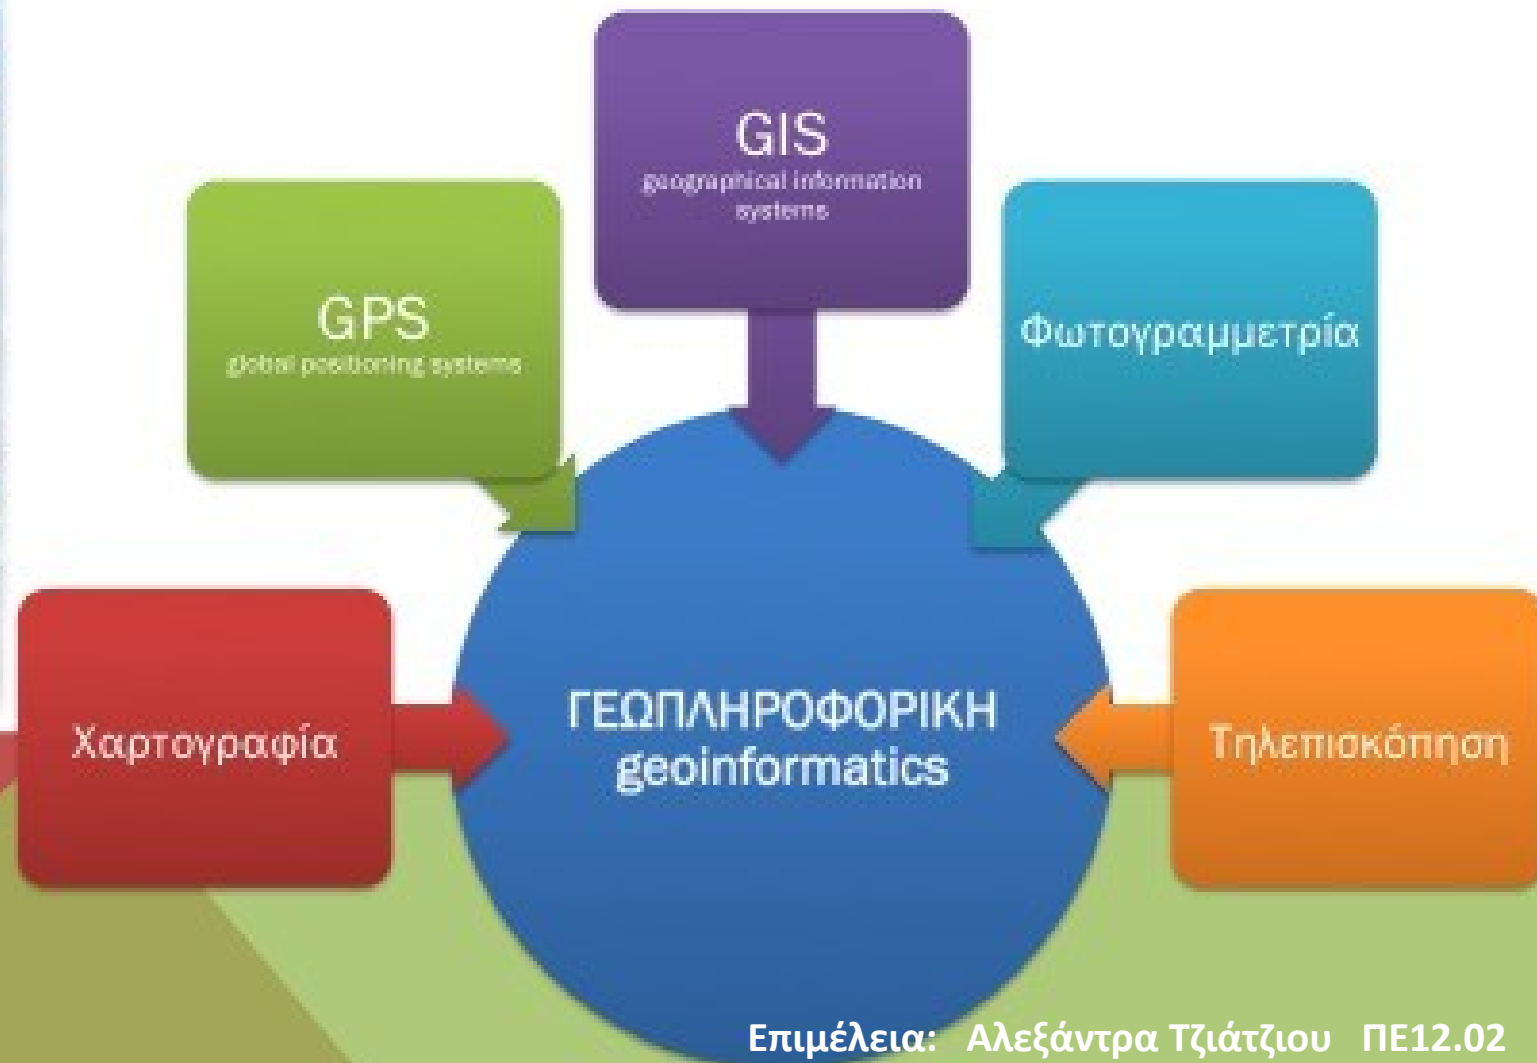 GIS
geographical information
systems
GPS
global positioning systems
Φωτογραμμετρία
Χαρτογραφία
ΓΕΩΠΛΗΡΟΦΟΡΙΚΗ
geoinformatics
Τηλεπισκόπηση
Επιμέλεια: Αλεξάντρα Τζιάτζιου ΠΕ12.02